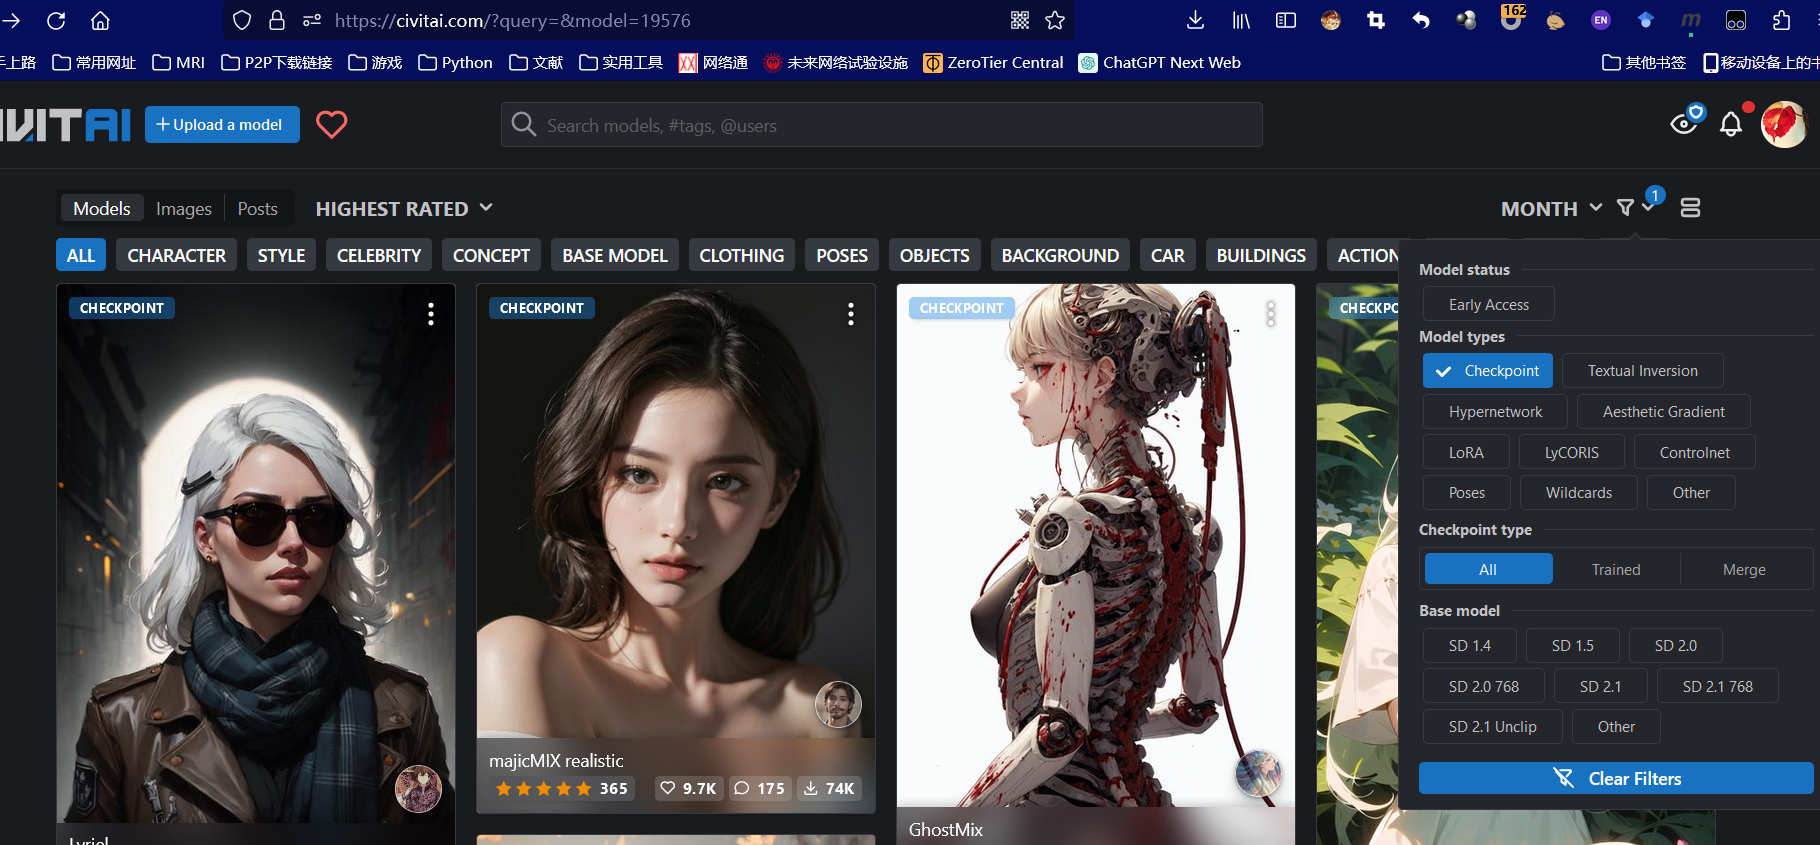 https://civitai.com/?query=&model=19576
162
EN
m
手上路 常用网址 MRI P2P下载链接 游戏 Python 文献 实用工具 网络通 未来网络试验设施 ZeroTier Central ChatGPT Next Web 其他书签 移动设备上的书
IVITAI + Upload a model Search models, #tags, @users
Models Images Posts HIGHEST RATED MONTH 1
ALL CHARACTER STYLE CELEBRITY CONCEPT BASE MODEL CLOTHING POSES OBJECTS BACKGROUND CAR BUILDINGS ACTION
CHECKPOINT CHECKPOINT CHECKPOINT CHECKPO
majicMIX realistic
365 9.7K 175 74K
Lyriel
GhostMix
Model status
Early Access
Model types
Checkpoint Textual Inversion
Hypernetwork Aesthetic Gradient
LoRA LyCORIS Controlnet
Poses Wildcards Other
Checkpoint type
All Trained Merge
Base model
SD 1.4 SD 1.5 SD 2.0
SD 2.0 768 SD 2.1 SD 2.1 768
SD 2.1 Unclip Other
Clear Filters